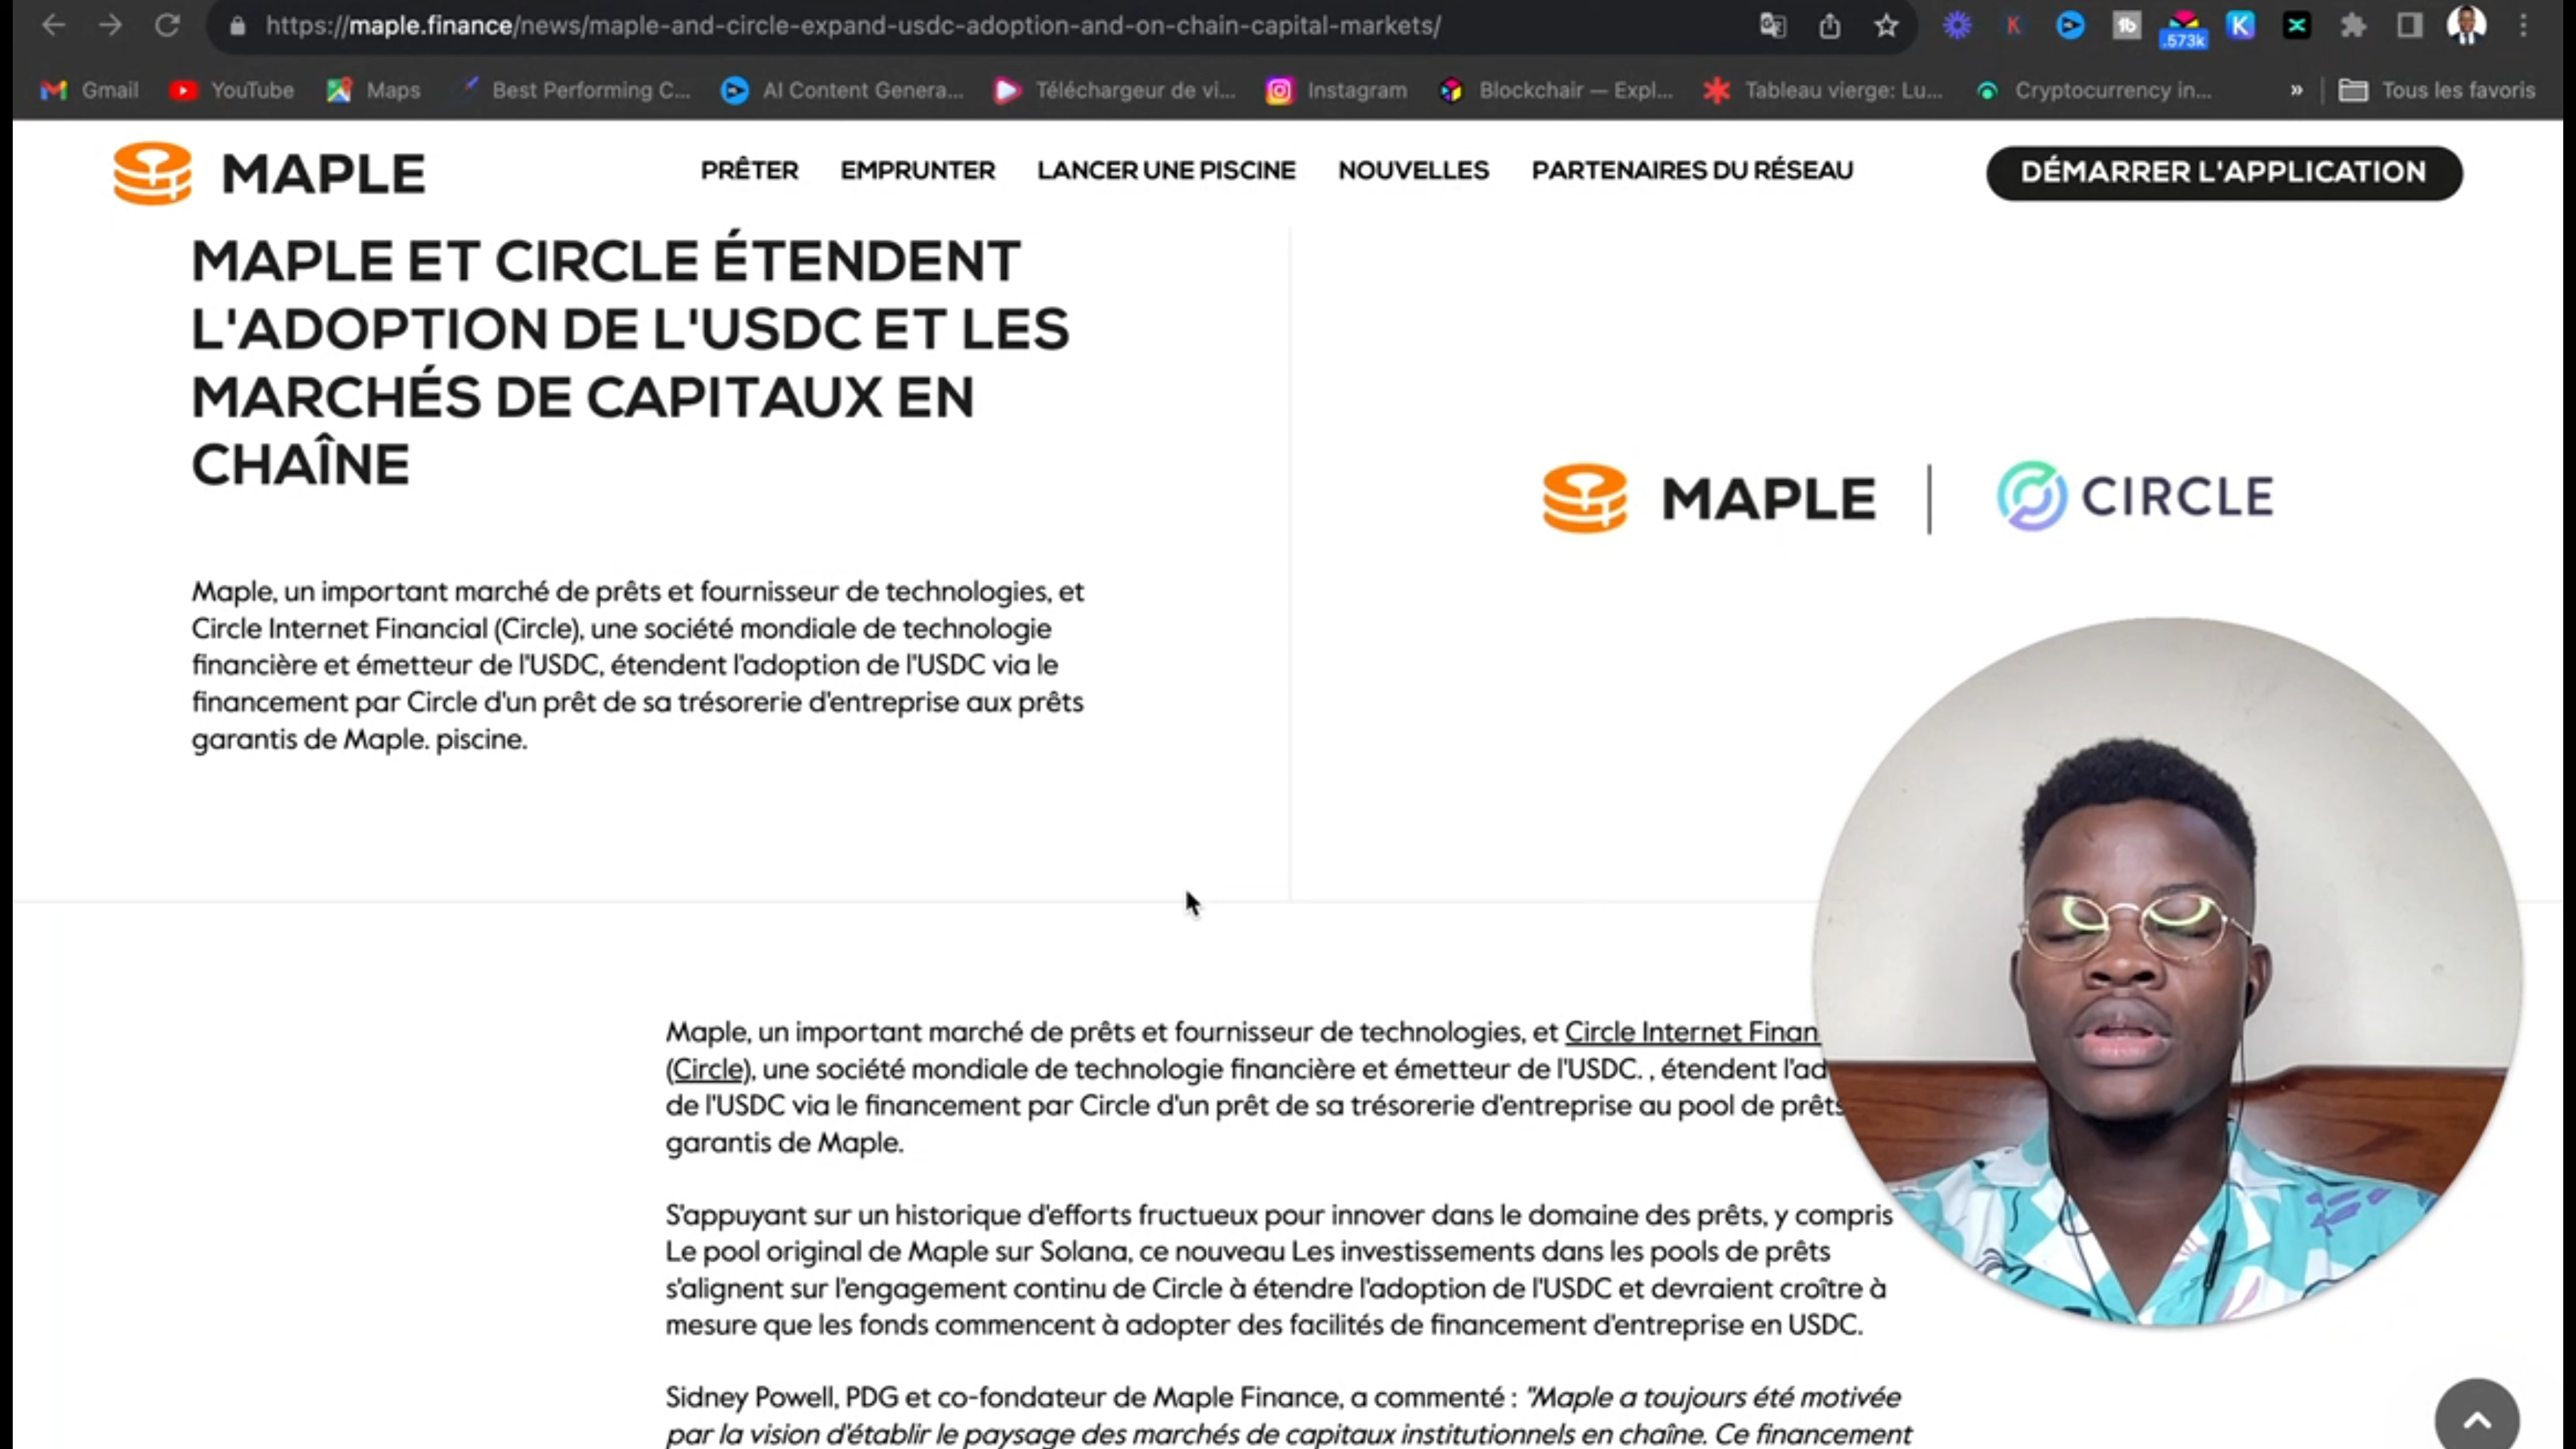 https://maple.finance/news/maple-and-circle-expand-usdc-adoption-and-on-chain-capital-markets/
.573k
Gmail
YouTube
Maps
Best Performing C...
AI Content Genera...
Téléchargeur de vi...
Instagram
Blockchair — Expl...
Tableau vierge: Lu...
Cryptocurrency in...
»
Tous les favoris
MAPLE
PRÊTER
EMPRUNTER
LANCER UNE PISCINE
NOUVELLES
PARTENAIRES DU RÉSEAU
DÉMARRER L'APPLICATION
MAPLE ET CIRCLE ÉTENDENT
L'ADOPTION DE L'USDC ET LES
MARCHÉS DE CAPITAUX EN
CHAÎNE
MAPLE | CIRCLE
Maple, un important marché de prêts et fournisseur de technologies, et
Circle Internet Financial (Circle), une société mondiale de technologie
financière et émetteur de l'USDC, étendent l'adoption de l'USDC via le
financement par Circle d'un prêt de sa trésorerie d'entreprise aux prêts
garantis de Maple. piscine.
Maple, un important marché de prêts et fournisseur de technologies, et Circle Internet Finan
(Circle), une société mondiale de technologie financière et émetteur de l'USDC. , étendent l'ad
de l'USDC via le financement par Circle d'un prêt de sa trésorerie d'entreprise au pool de prêts
garantis de Maple.
S'appuyant sur un historique d'efforts fructueux pour innover dans le domaine des prêts, y compris
Le pool original de Maple sur Solana, ce nouveau Les investissements dans les pools de prêts
s'alignent sur l'engagement continu de Circle à étendre l'adoption de l'USDC et devraient croître à
mesure que les fonds commencent à adopter des facilités de financement d'entreprise en USDC.
Sidney Powell, PDG et co-fondateur de Maple Finance, a commenté : "Maple a toujours été motivée
par la vision d'établir le paysage des marchés de capitaux institutionnels en chaîne. Ce financement